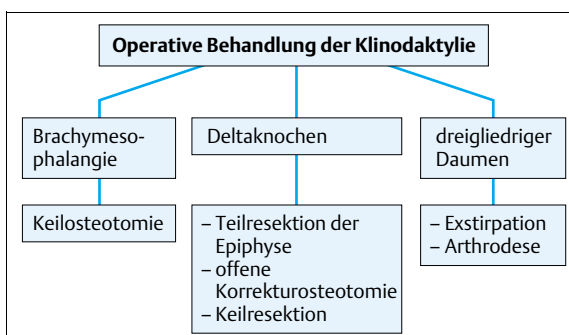 Operative Behandlung der Klinodaktylie
Brachymeso-
phalangie
Deltaknochen
dreigliedriger
Daumen
Keilosteotomie
– Teilresektion der
Epiphyse
– offene
Korrekturosteotomie
– Keilresektion
– Exstirpation
– Arthrodese